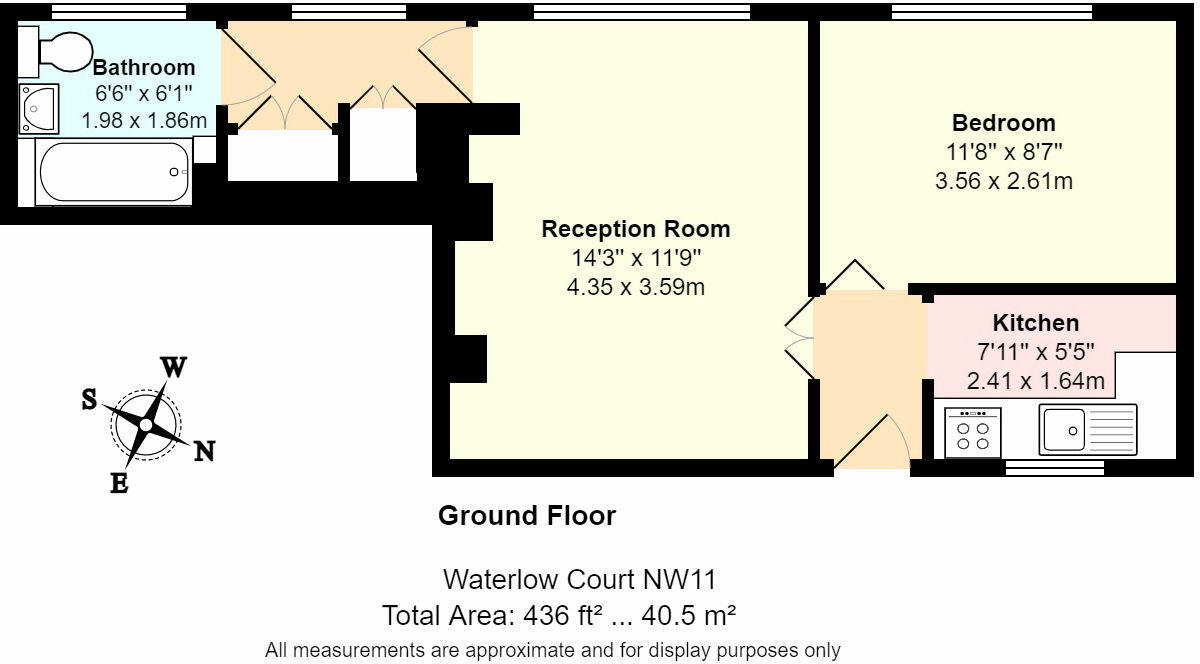 Bathroom
6'6" x 6'1"
1.98 x 1.86m
Bedroom
11'8" x 8'7"
3.56 x 2.61m
Reception Room
14'3" x 11'9"
4.35 x 3.59m
Kitchen
7'11" x 5'5"
2.41 x 1.64m
W
S
N
E
Ground Floor
Waterlow Court NW11
Total Area: 436 ft² ... 40.5 m²
All measurements are approximate and for display purposes only